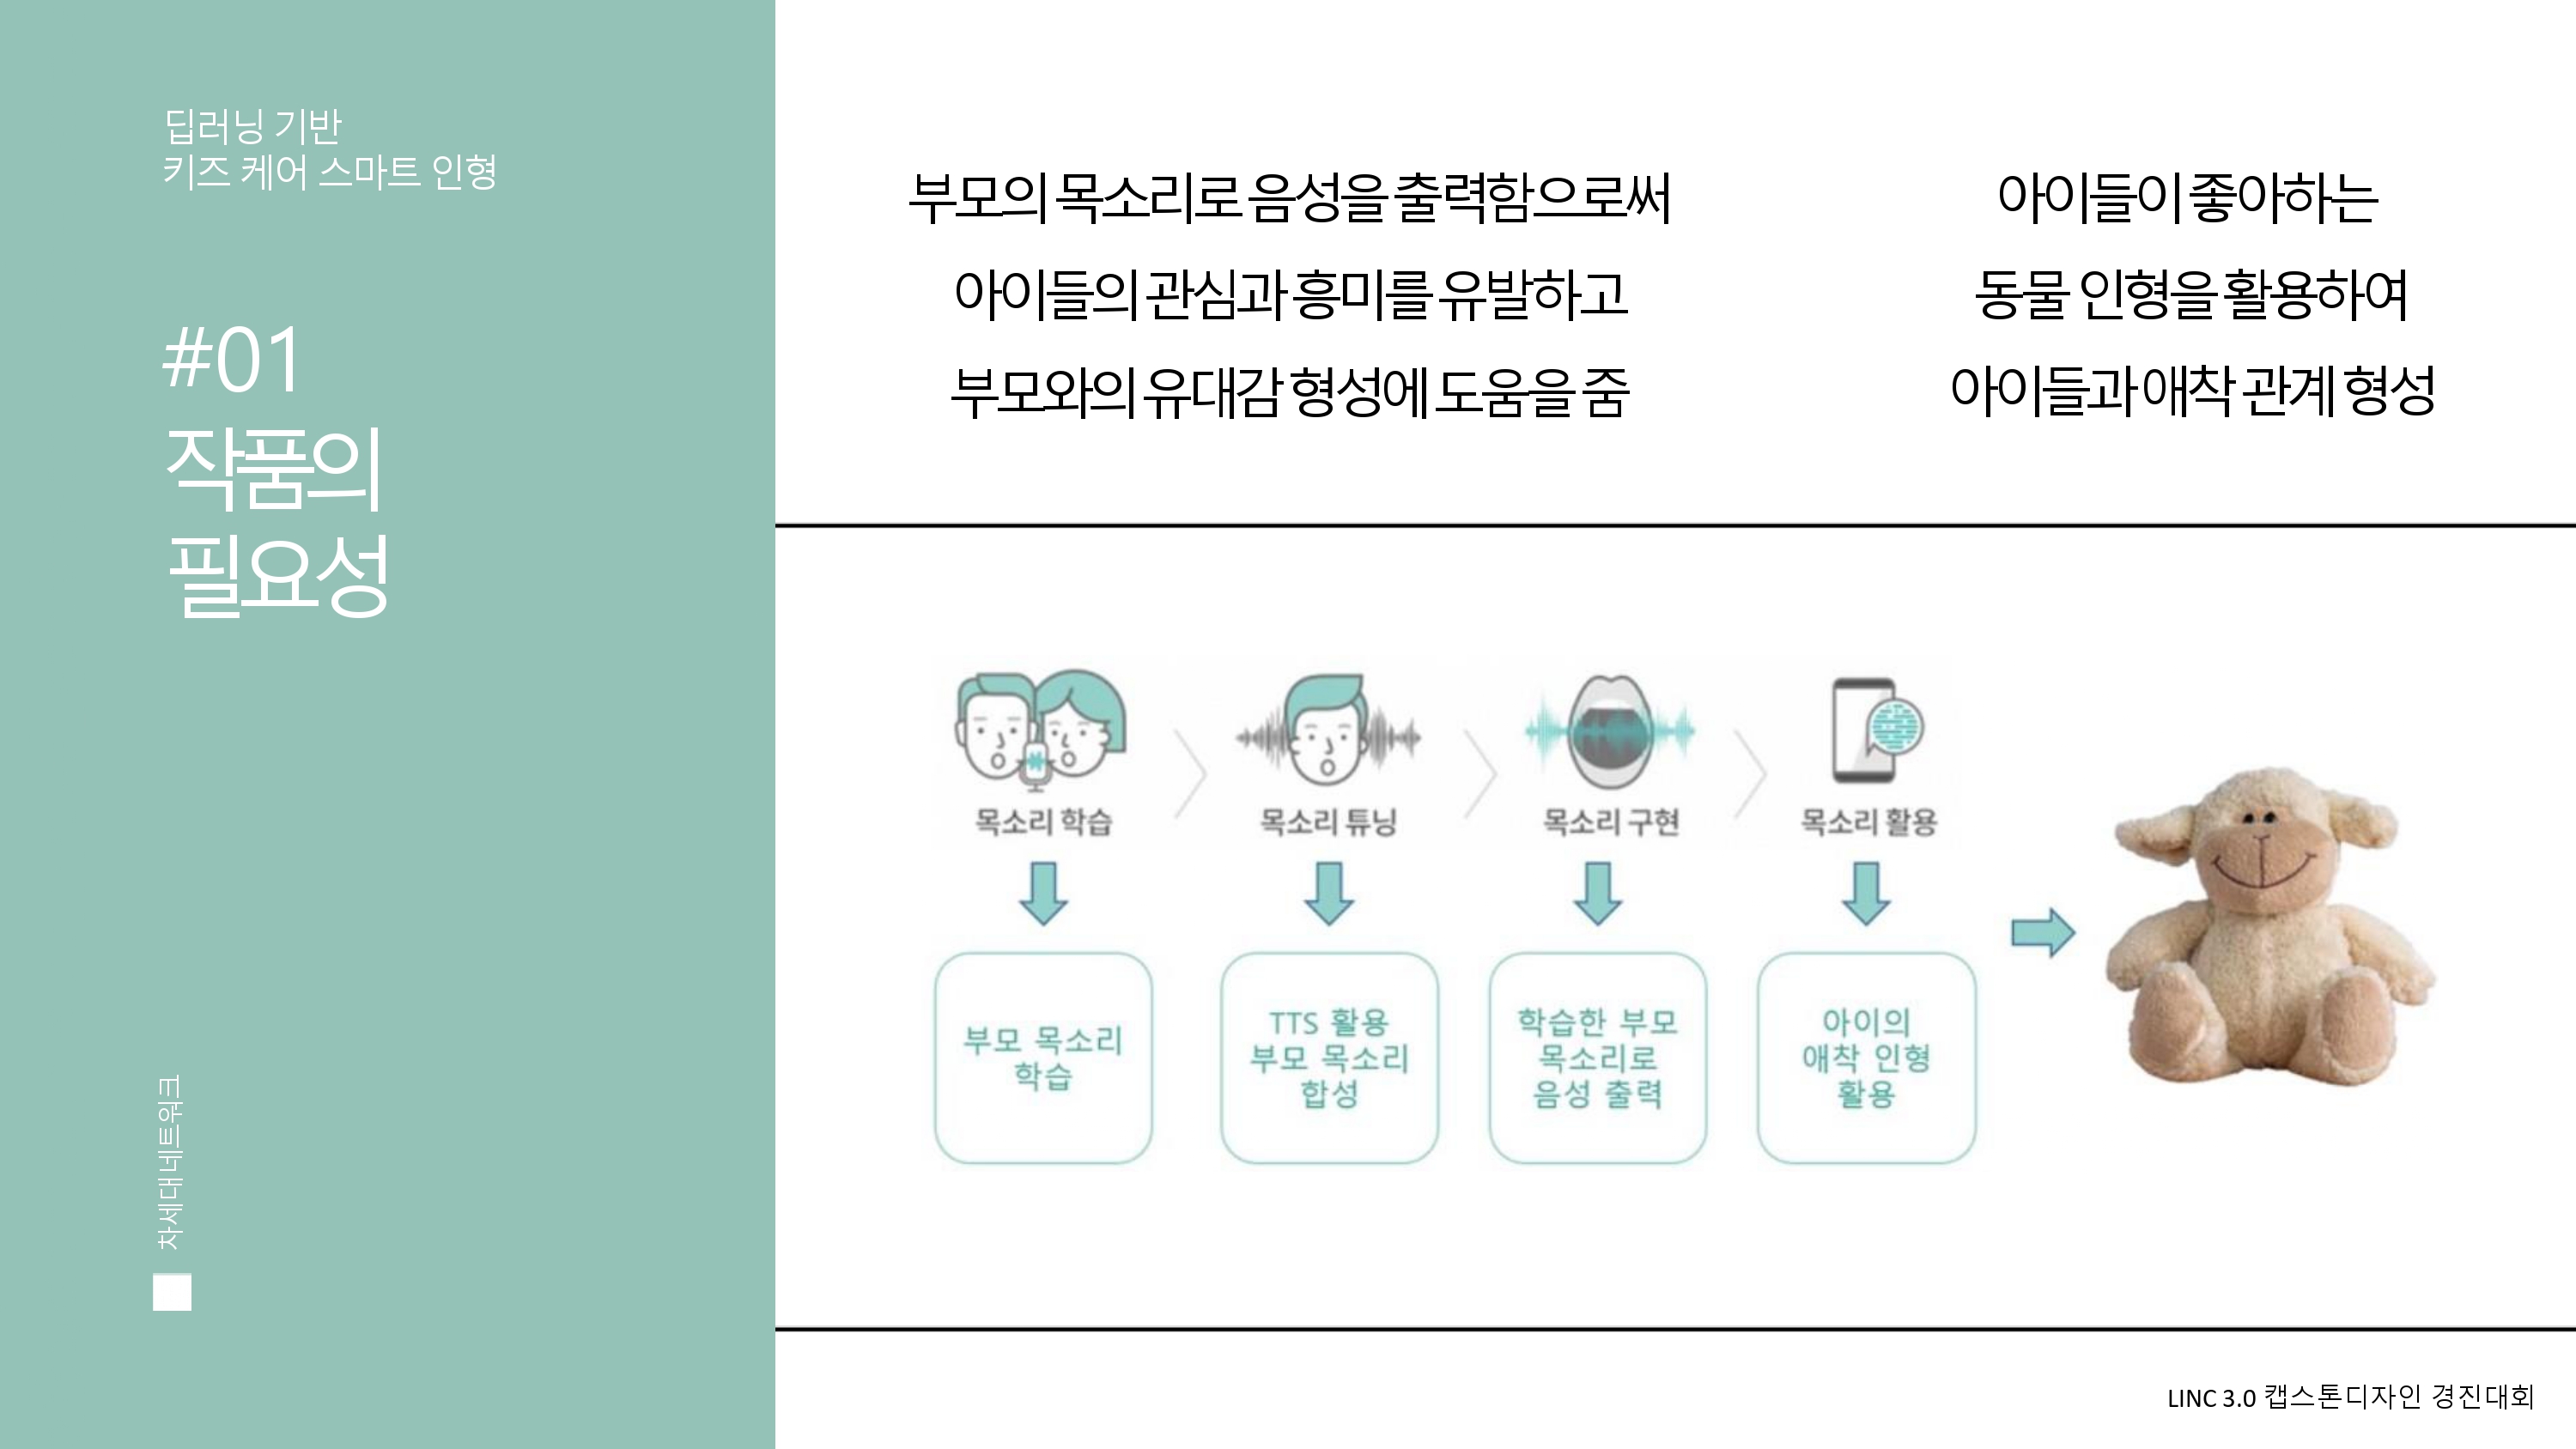 딥러닝 기반
키즈 케어 스마트 인형
#01
작품의
필요성
차세대네트워크
부모의 목소리로 음성을 출력함으로써
아이들의 관심과 흥미를 유발하고
부모와의 유대감 형성에 도움을 줌
아이들이 좋아하는
동물 인형을 활용하여
아이들과 애착 관계 형성
목소리 학습
목소리 튜닝
목소리 구현
목소리 활용
부모 목소리
학습
TTS 활용
부모 목소리
합성
학습한 부모
목소리로
음성 출력
아이의
애착 인형
활용
LINC 3.0 캡스톤디자인 경진대회